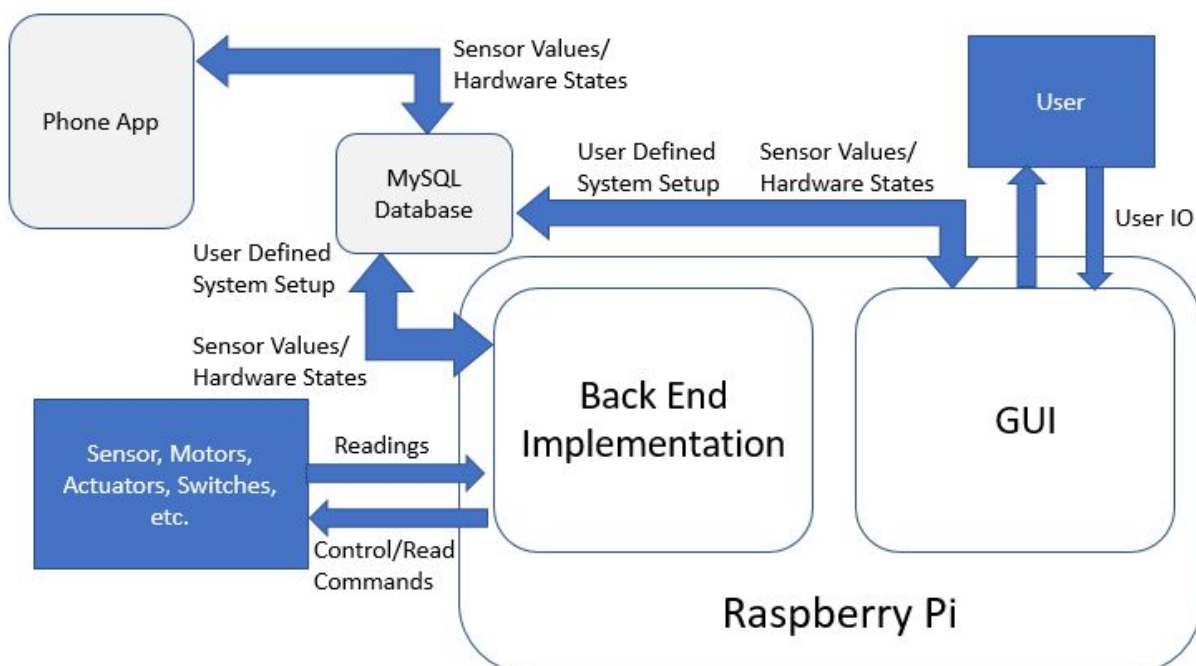 Phone App
Sensor Values/
Hardware States
MySQL
Database
User Defined
System Setup
Sensor Values/
Hardware States
User
User IO
User Defined
System Setup
Sensor Values/
Hardware States
Sensor, Motors,
Actuators, Switches,
etc.
Readings
Control/Read
Commands
Back End
Implementation
GUI
Raspberry Pi